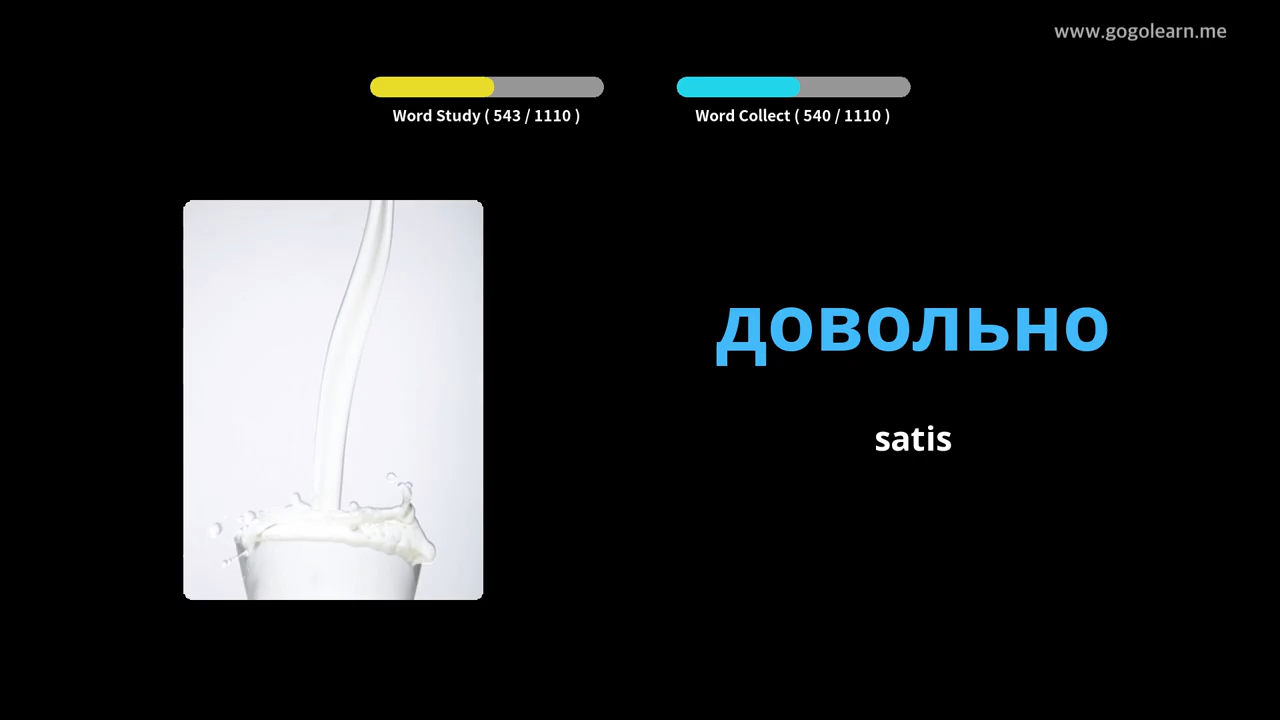 www.gogolearn.me
Word Study ( 543 / 1110 )
Word Collect ( 540 / 1110 )
довольно
satis